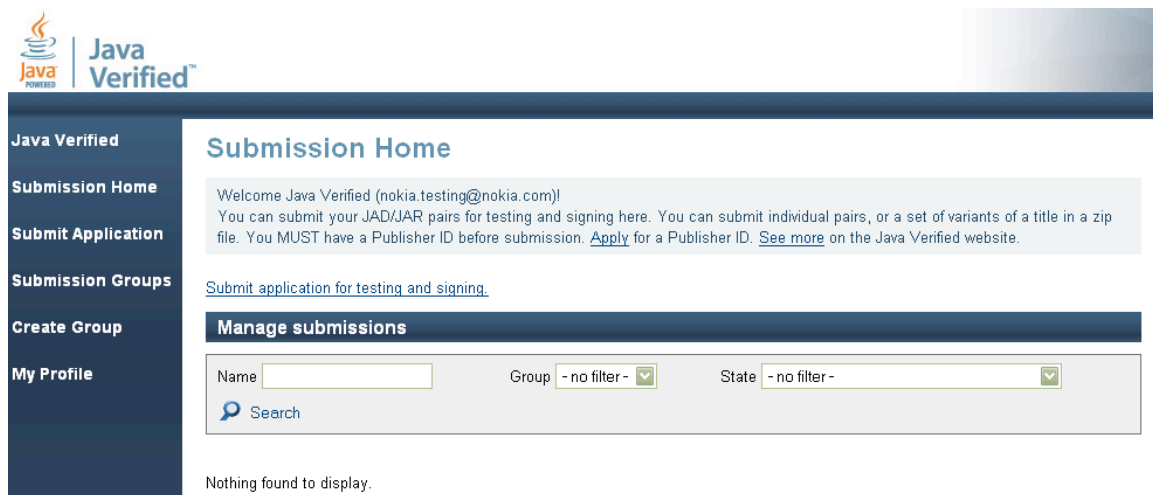 Java
POWERED
Java
Verified™
Java Verified
Submission Home
Submit Application
Submission Groups
Create Group
My Profile
Submission Home
Welcome Java Verified (nokia.testing@nokia.com)!
You can submit your JAD/JAR pairs for testing and signing here. You can submit individual pairs, or a set of variants of a title in a zip
file. You MUST have a Publisher ID before submission. Apply for a Publisher ID. See more on the Java Verified website.
Submit application for testing and signing.
Manage submissions
Name Group - no filter - State - no filter -
Search
Nothing found to display.